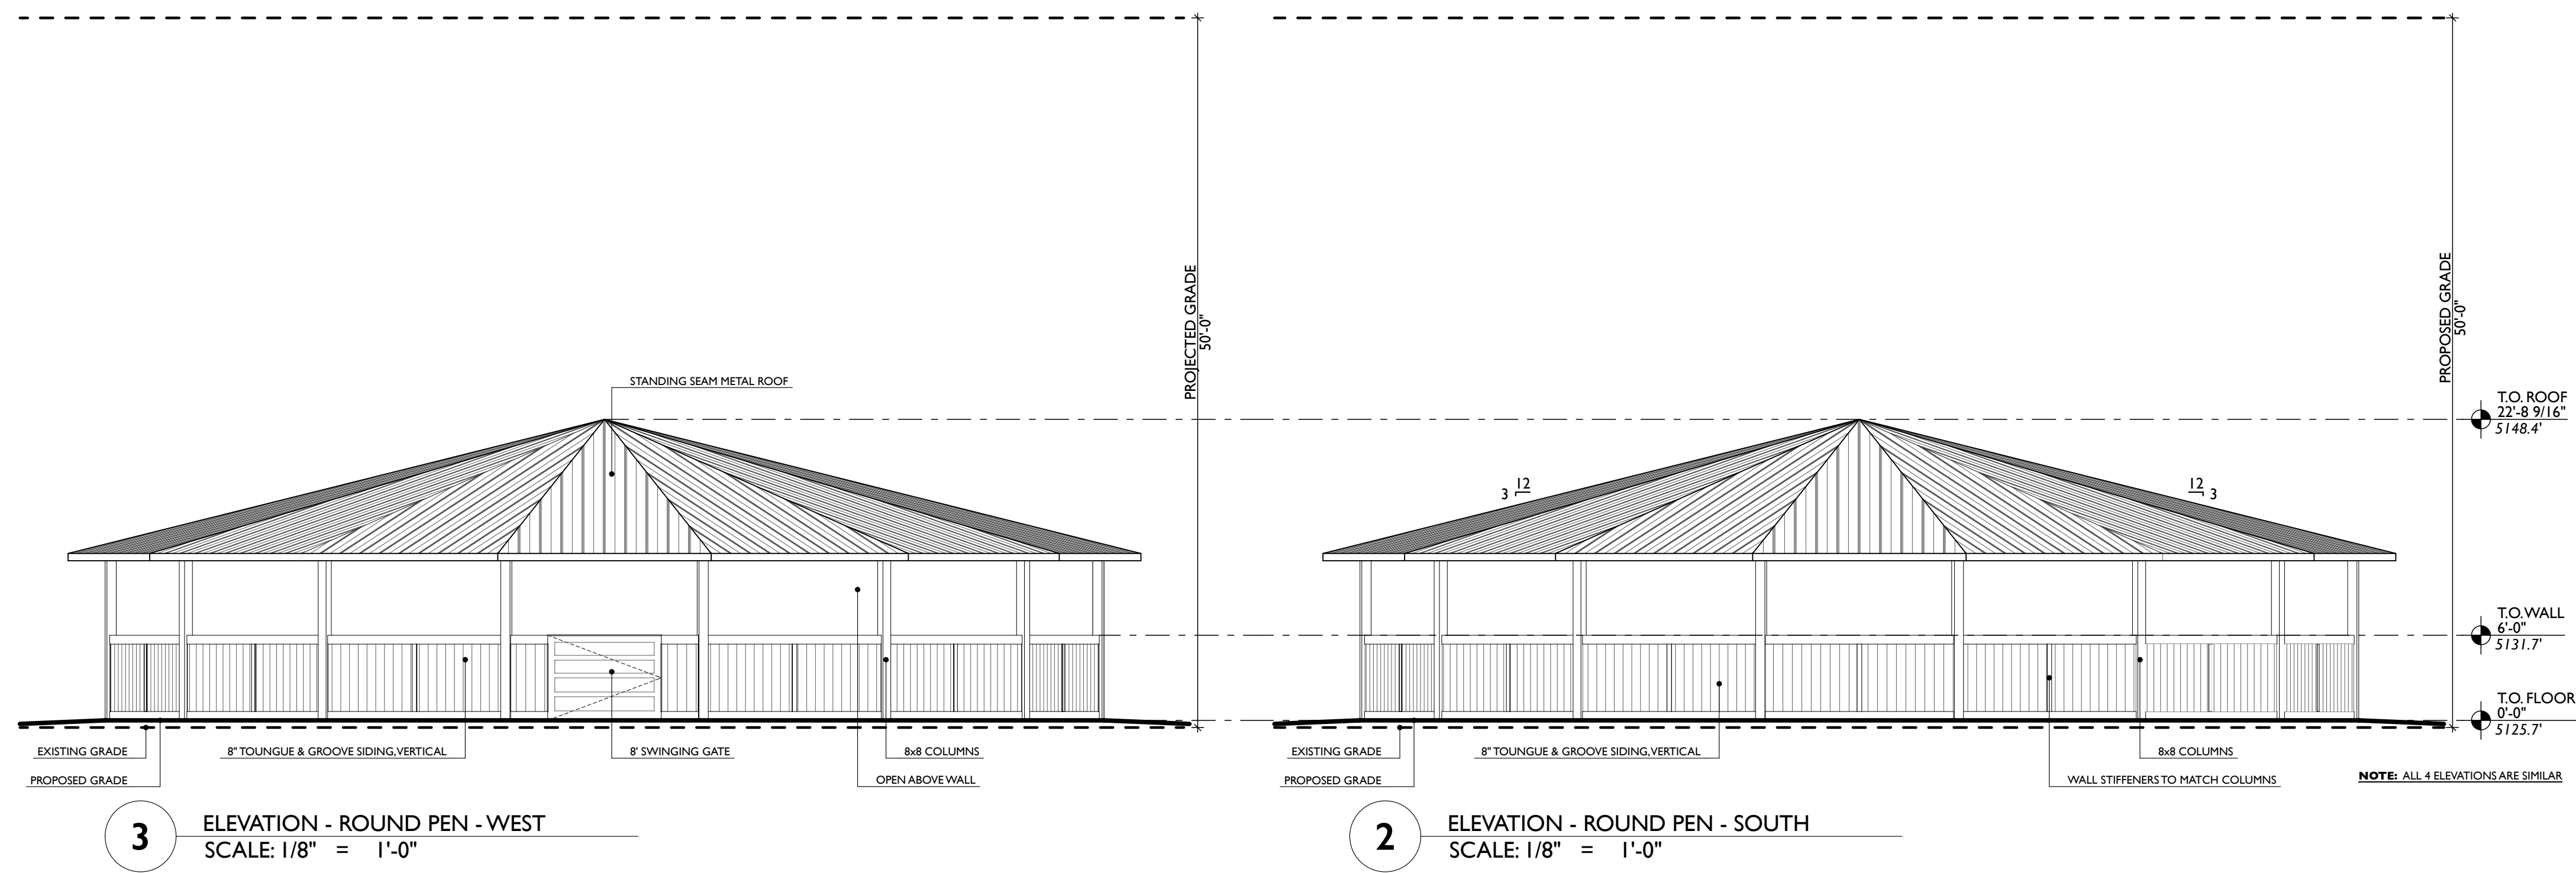 PROJECTED GRADE
50'-0"
STANDING SEAM METAL ROOF
EXISTING GRADE
8" TOUNGUE & GROOVE SIDING, VERTICAL
8' SWINGING GATE
8x8 COLUMNS
PROPOSED GRADE
OPEN ABOVE WALL
3
ELEVATION - ROUND PEN - WEST
SCALE: 1/8" = 1'-0"
PROPOSED GRADE
50'-0"
T.O. ROOF
22'-8 9/16"
5148.4'
12
3
12
3
T.O. WALL
6'-0"
5131.7'
T.O. FLOOR
0'-0"
5125.7'
EXISTING GRADE
8" TOUNGUE & GROOVE SIDING, VERTICAL
8x8 COLUMNS
PROPOSED GRADE
WALL STIFFENERS TO MATCH COLUMNS
NOTE: ALL 4 ELEVATIONS ARE SIMILAR
2
ELEVATION - ROUND PEN - SOUTH
SCALE: 1/8" = 1'-0"